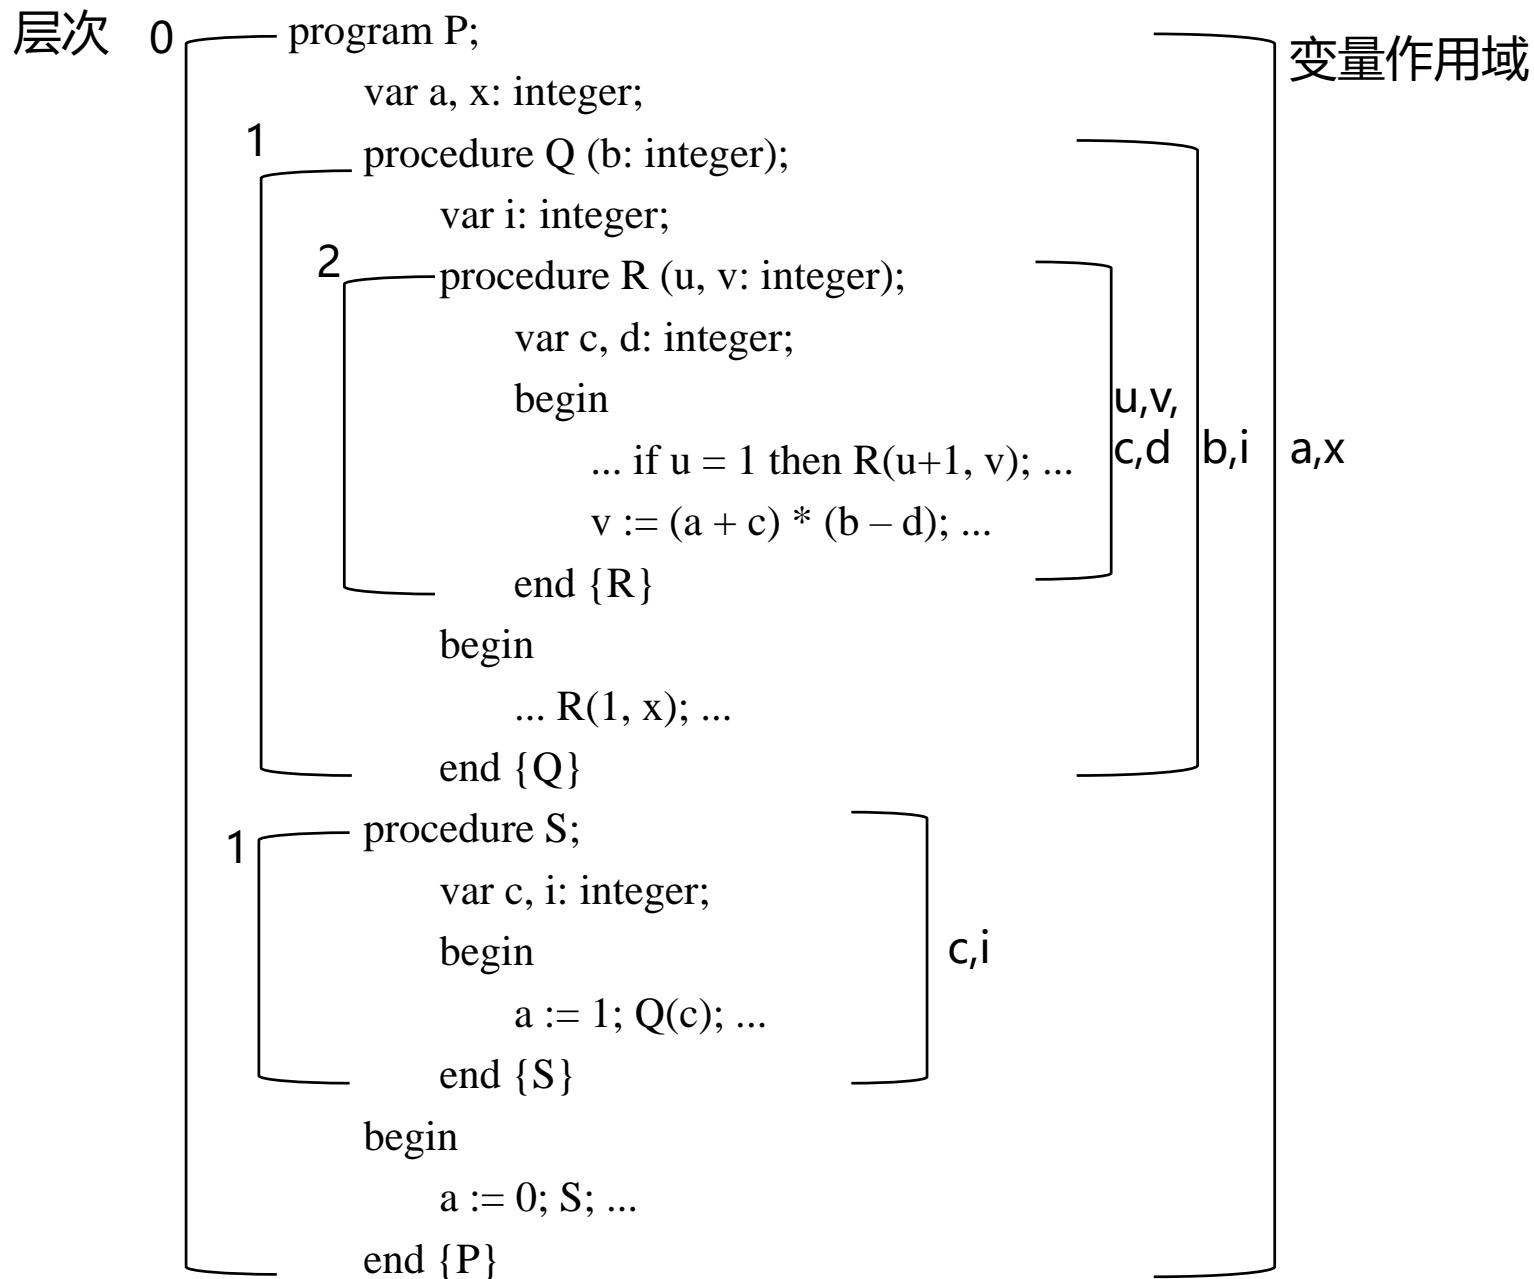 层次 0 program P; 变量作用域
var a, x: integer;
1 procedure Q (b: integer);
var i: integer;
2 procedure R (u, v: integer);
var c, d: integer;
begin u,v,
... if u = 1 then R(u+1, v); ... c,d b,i a,x
v := (a + c) * (b – d); ...
end {R}
begin
... R(1, x); ...
end {Q}
1 procedure S;
var c, i: integer;
begin c,i
a := 1; Q(c); ...
end {S}
begin
a := 0; S; ...
end {P}